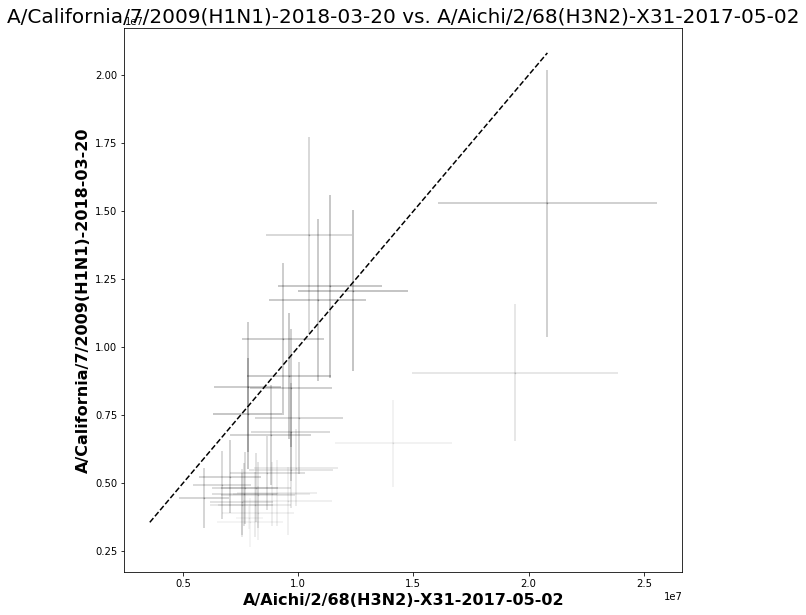 A/California/7/2009(H1N1)-2018-03-20 vs. A/Aichi/2/68(H3N2)-X31-2017-05-02
1e7
2.00
1.75
1.50
1.25
1.00
0.75
0.50
0.25
A/California/7/2009(H1N1)-2018-03-20
0.5
1.0
1.5
2.0
2.5
1e7
A/Aichi/2/68(H3N2)-X31-2017-05-02